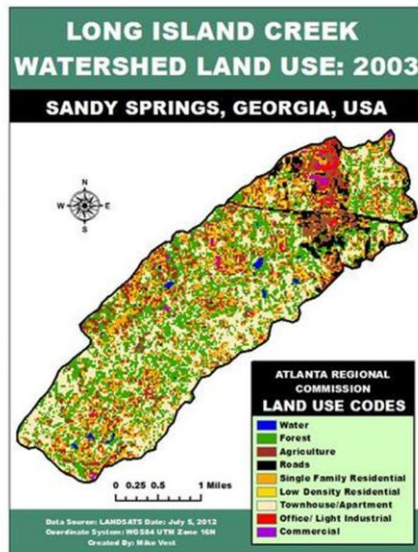 LONG ISLAND CREEK
WATERSHED LAND USE: 2003
SANDY SPRINGS, GEORGIA, USA
N
W E
S
ATLANTA REGIONAL
COMMISSION
LAND USE CODES
Water
Forest
Agriculture
Roads
Single Family Residential
Low Density Residential
Townhouse/Apartment
Office/ Light Industrial
Commercial
0 0.25 0.5 1 Miles
Data Source: LANDSATS Date: July 5, 2012
Coordinate System: WGS84 UTN Zone 16N
Created By: Mike Vest